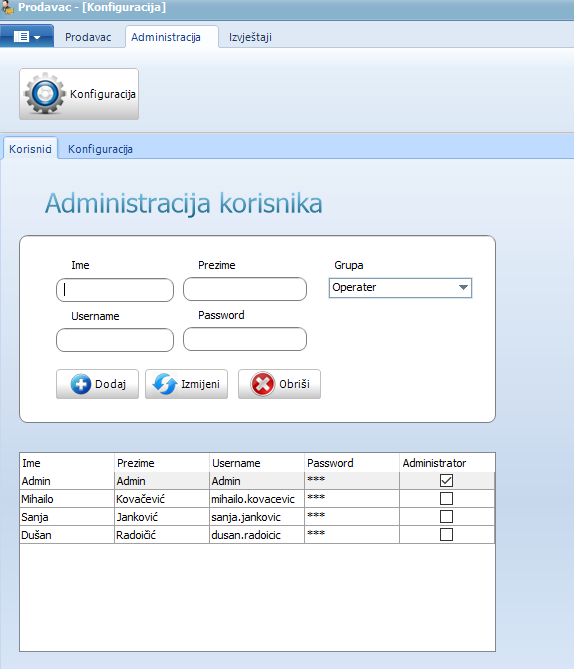 Prodavac - [Konfiguracija]
Prodavac Administracija Izvještaji
Konfiguracija
Korisnici Konfiguracija
Administracija korisnika
Ime Prezime Grupa
Operater
Username Password
Dodaj Izmijeni Obriši
Ime Prezime Username Password Administrator
Admin Admin Admin ***
Mihailo Kovačević mihailo.kovacevic ***
Sanja Janković sanja.jankovic ***
Dušan Radoičić dusan.radoicic ***